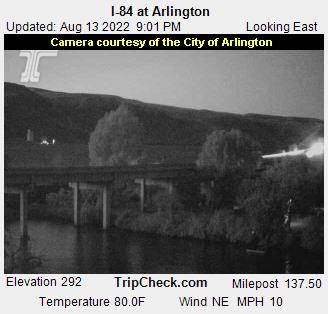 I-84 at Arlington
Updated: Aug 13 2022 9:01 PM Looking East
Camera courtesy of the City of Arlington
Elevation 292 TripCheck.com Milepost 137.50
Temperature 80.0F Wind NE MPH 10